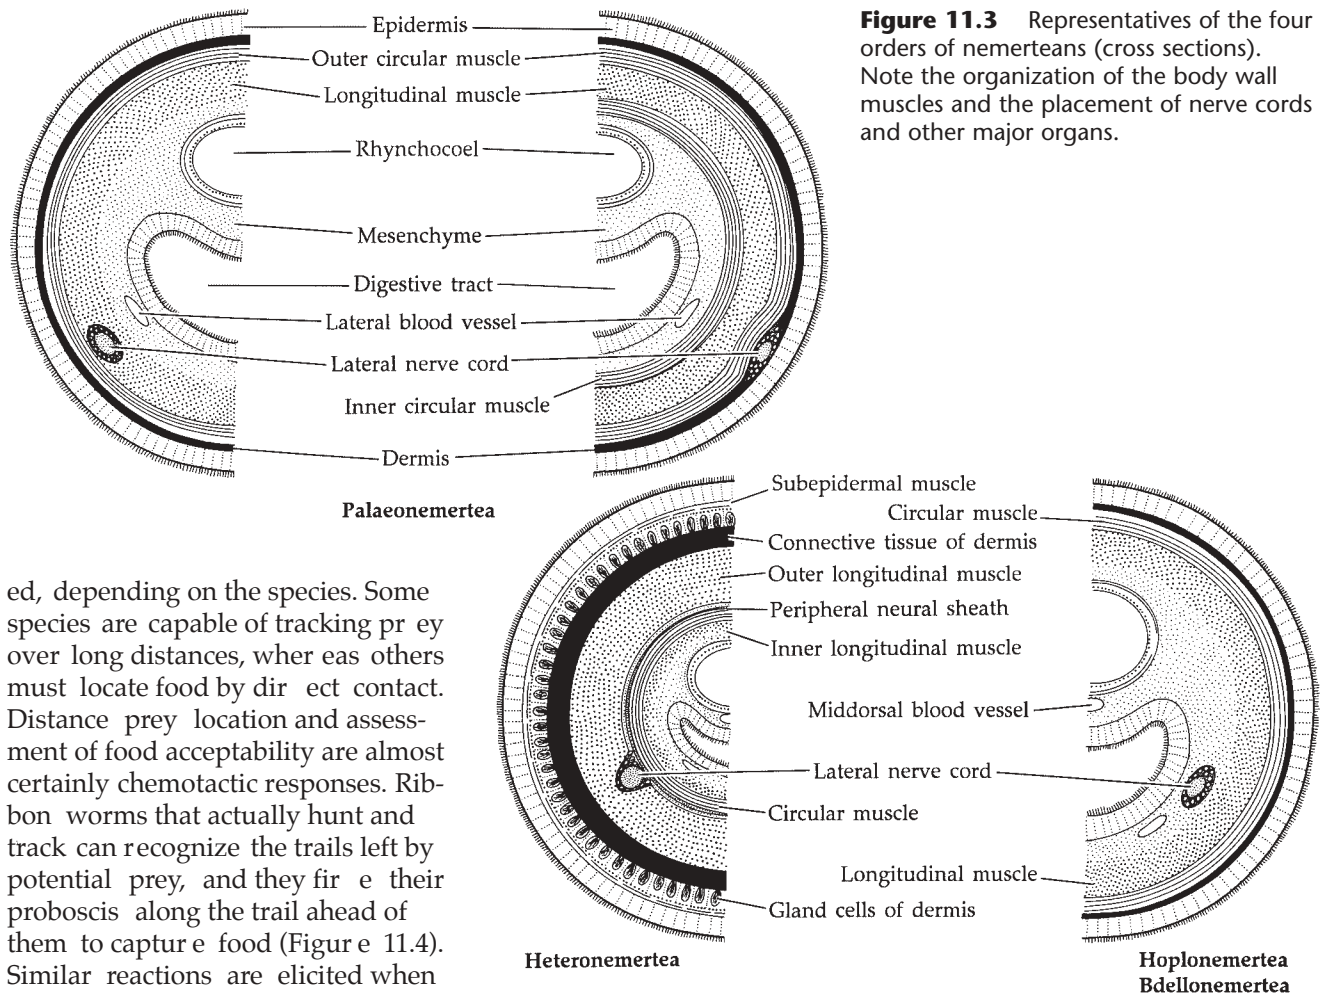 Figure 11.3 Representatives of the four
orders of nemerteans (cross sections).
Note the organization of the body wall
muscles and the placement of nerve cords
and other major organs.
Epidermis
Outer circular muscle
Longitudinal muscle
Rhynchocoel
Mesenchyme
Digestive tract
Lateral blood vessel
Lateral nerve cord
Inner circular muscle
Dermis
Palaeonemertea
Subepidermal muscle
Circular muscle
Connective tissue of dermis
Outer longitudinal muscle
Peripheral neural sheath
Inner longitudinal muscle
Middorsal blood vessel
Lateral nerve cord
Circular muscle
Longitudinal muscle
Gland cells of dermis
Heteronemertea
Hoplonemertea
Bdellonemertea
ed, depending on the species. Some
species are capable of tracking pr ey
over long distances, wher eas others
must locate food by dir ect contact.
Distance prey location and assess-
ment of food acceptability are almost
certainly chemotactic responses. Rib-
bon worms that actually hunt and
track can recognize the trails left by
potential prey, and they fir e their
proboscis along the trail ahead of
them to captur e food (Figur e 11.4).
Similar reactions are elicited when